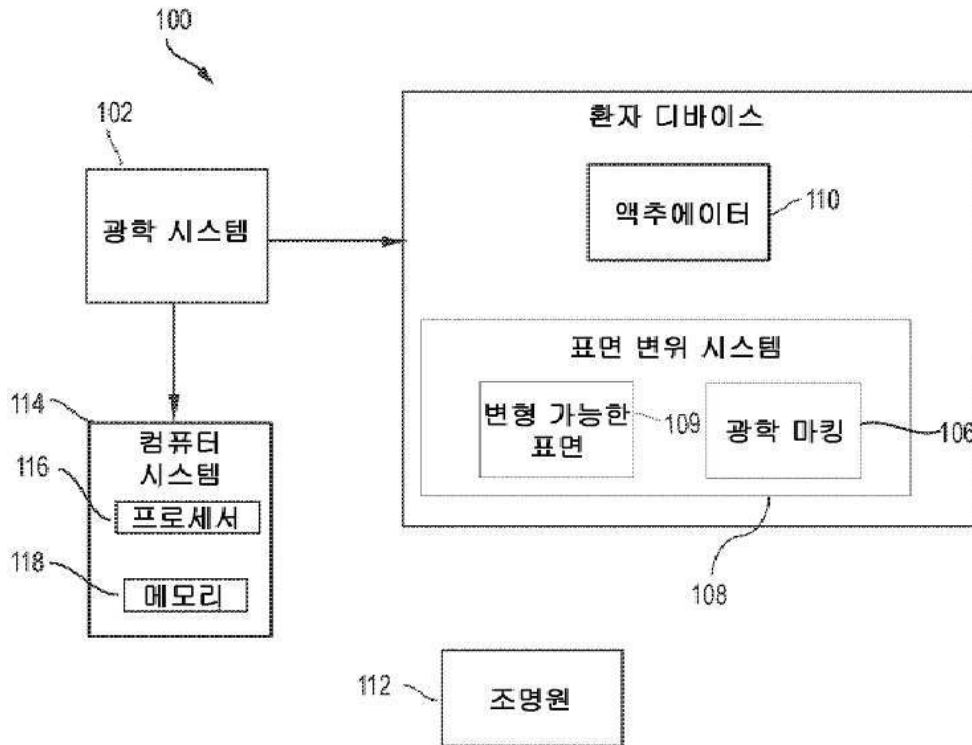 100
102
광학 시스템
환자 디바이스
액추에이터
110
표면 변위 시스템
변형 가능한
표면
109
광학 마킹
106
108
114
컴퓨터
시스템
116
프로세서
118
메모리
112
조명원